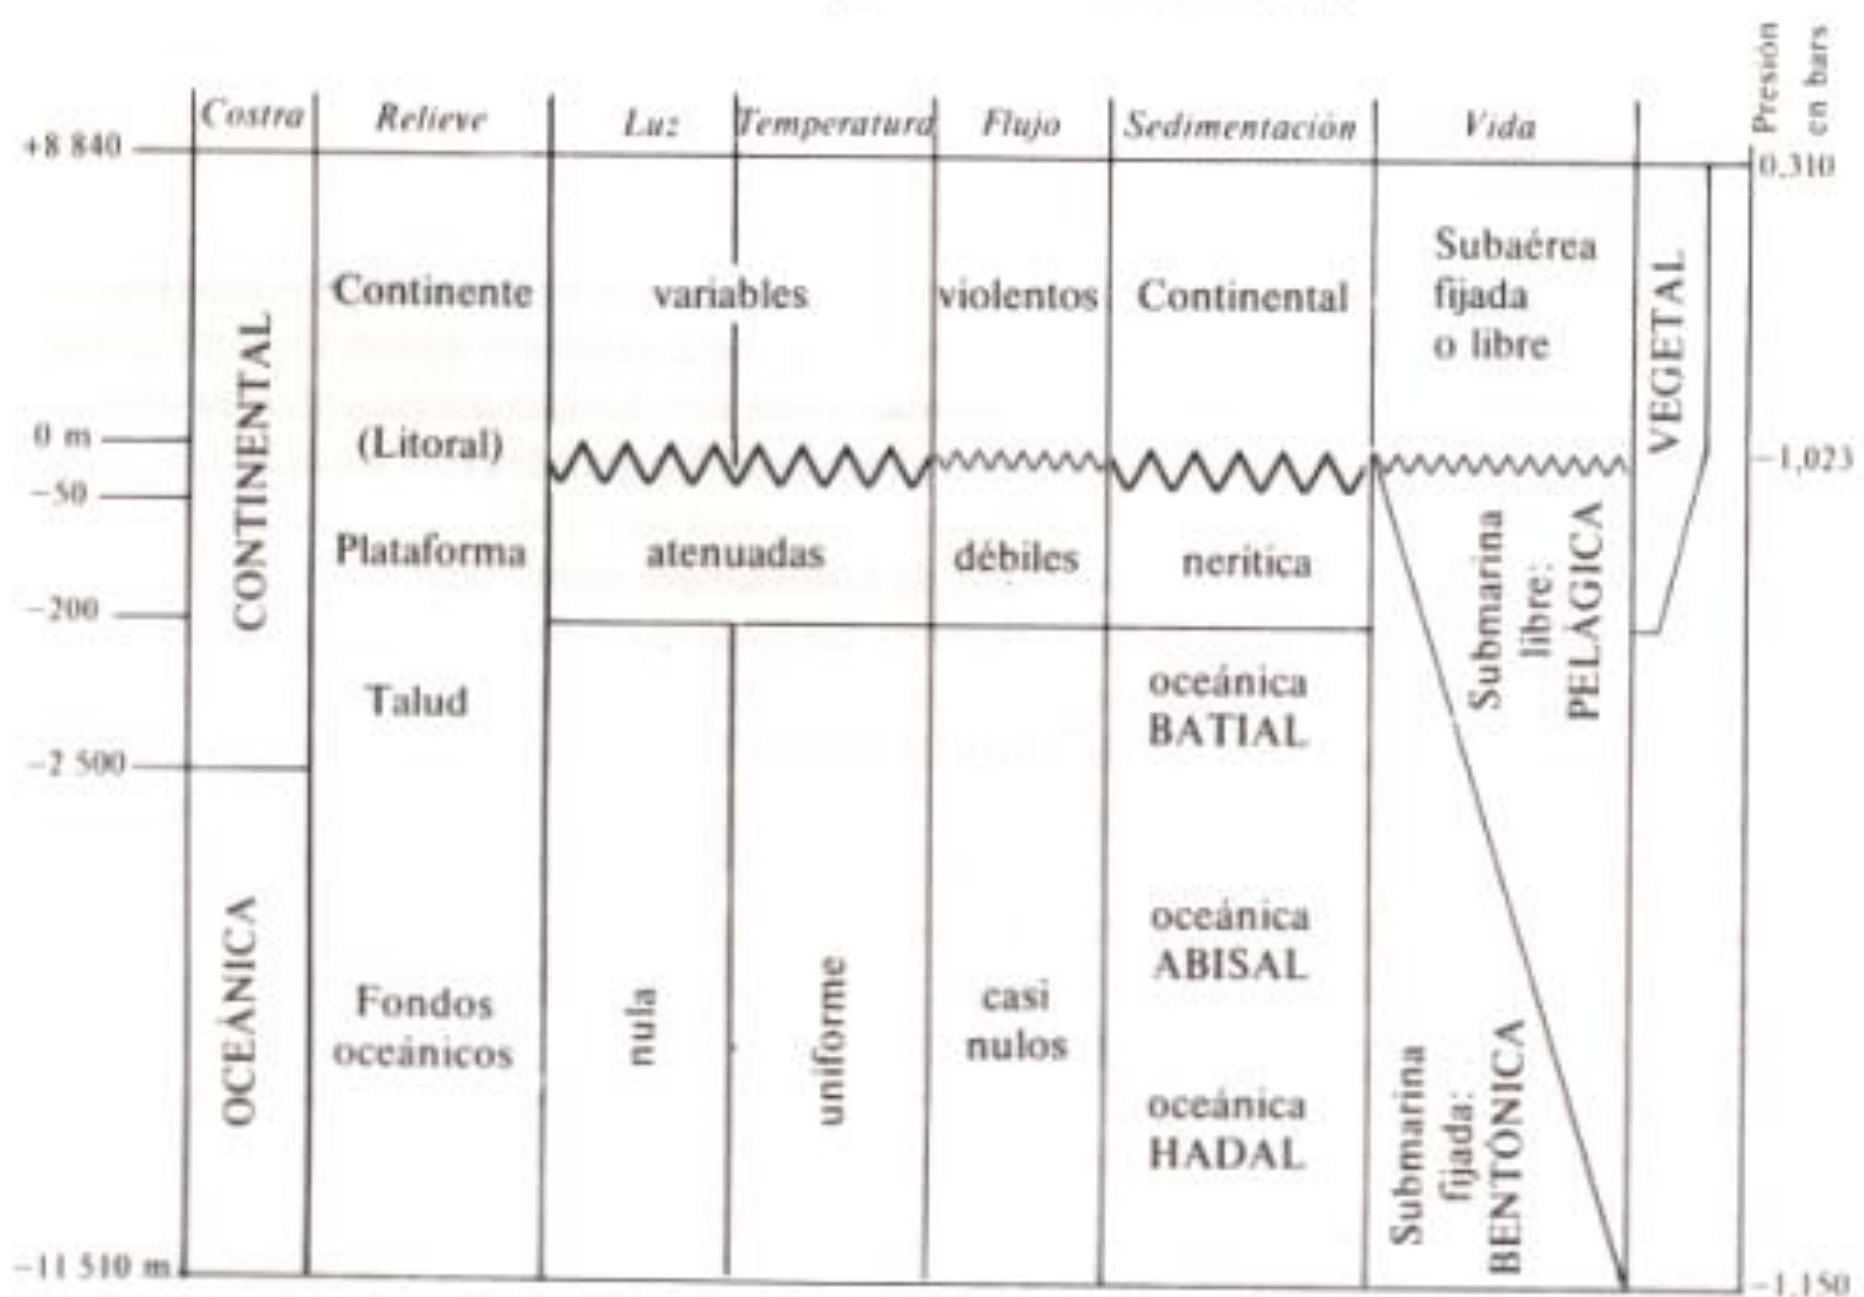 Presión
en bars
Costra Relieve Luz Temperatura Flujo Sedimentación Vida
+8 840
0,310
Continente variables violentos Continental
Subaérea
fijada
o libre
CONTINENTAL
VEGETAL
0 m
(Litoral)
−1,023
−50
Plataforma atenuadas débiles nerítica
Submarina
libre:
PELÁGICA
−200
Talud
oceánica
BATIAL
−2 500
OCEÁNICA
Fondos
oceánicos
nula
uniforme
casi
nulos
oceánica
ABISAL
oceánica
HADAL
Submarina
fijada:
BENTÓNICA
−11 510 m
−1,150